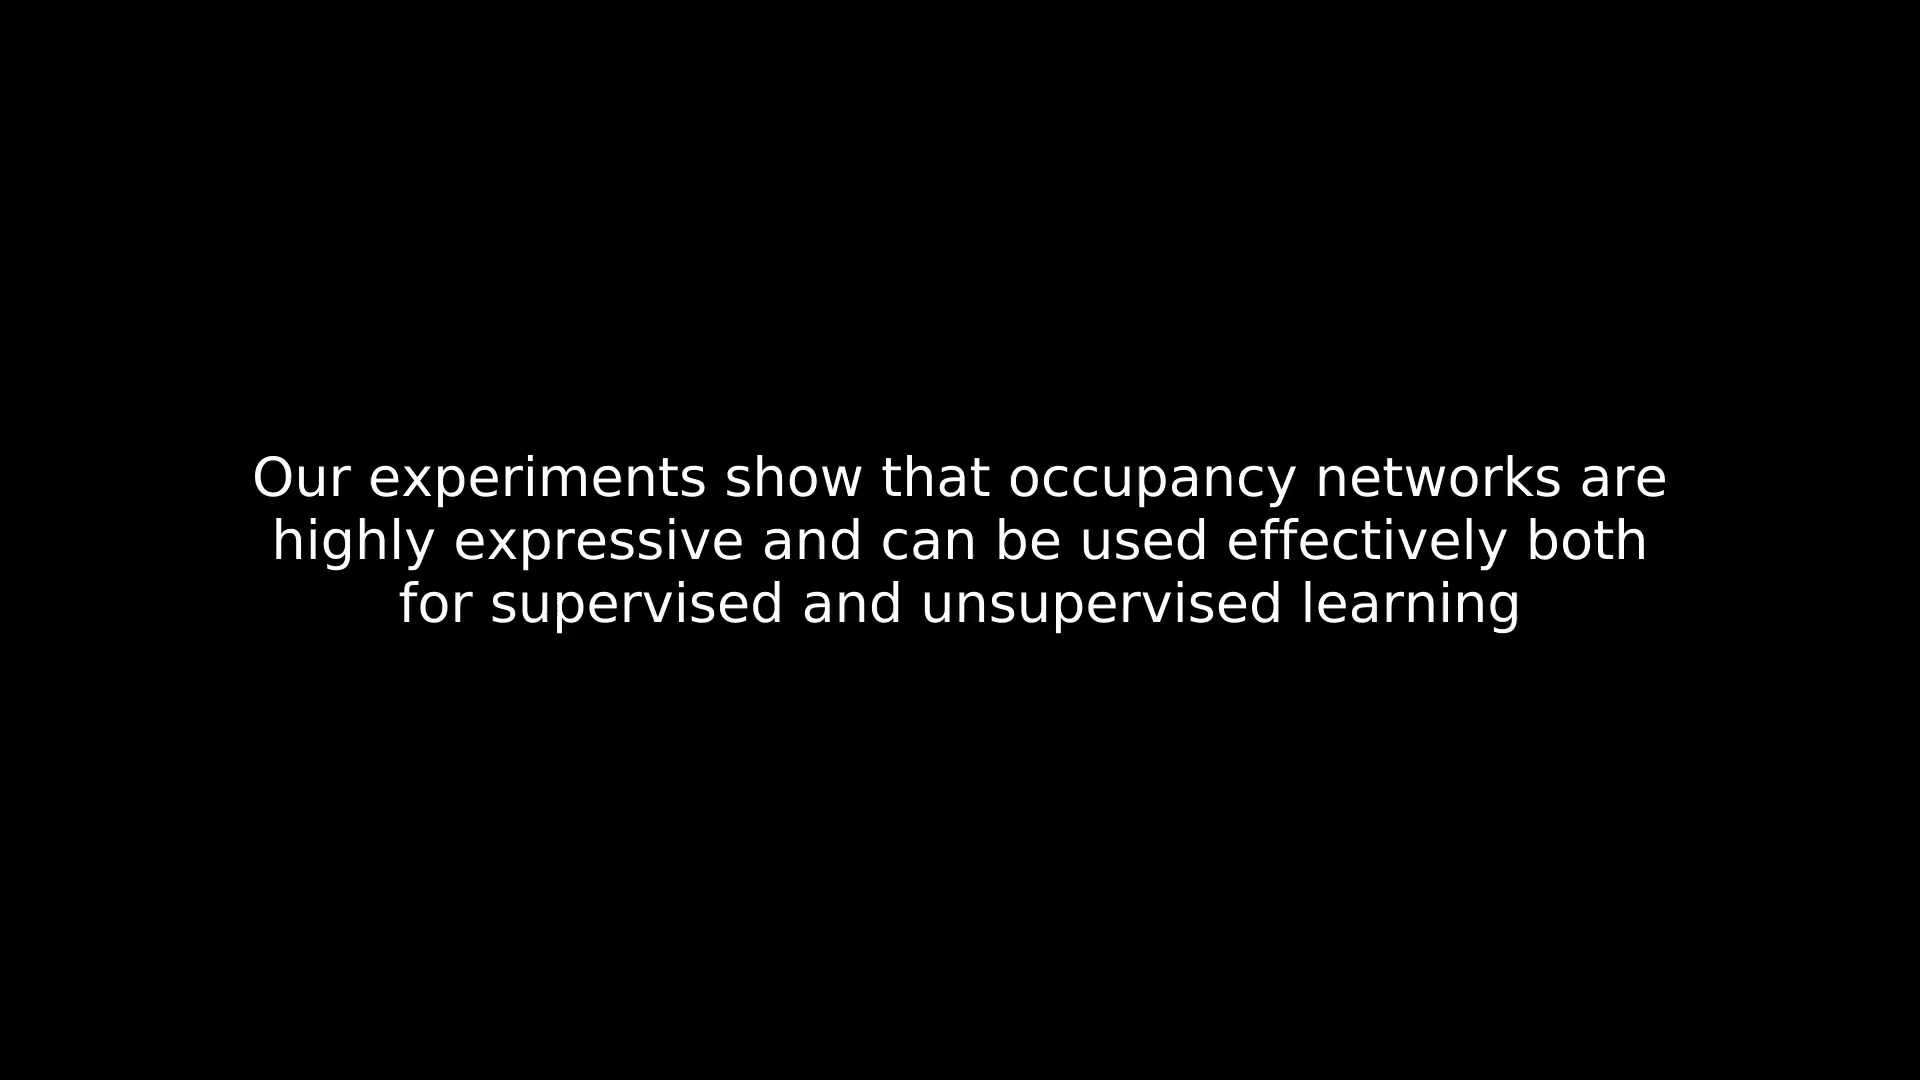 Our experiments show that occupancy networks are
highly expressive and can be used effectively both
for supervised and unsupervised learning